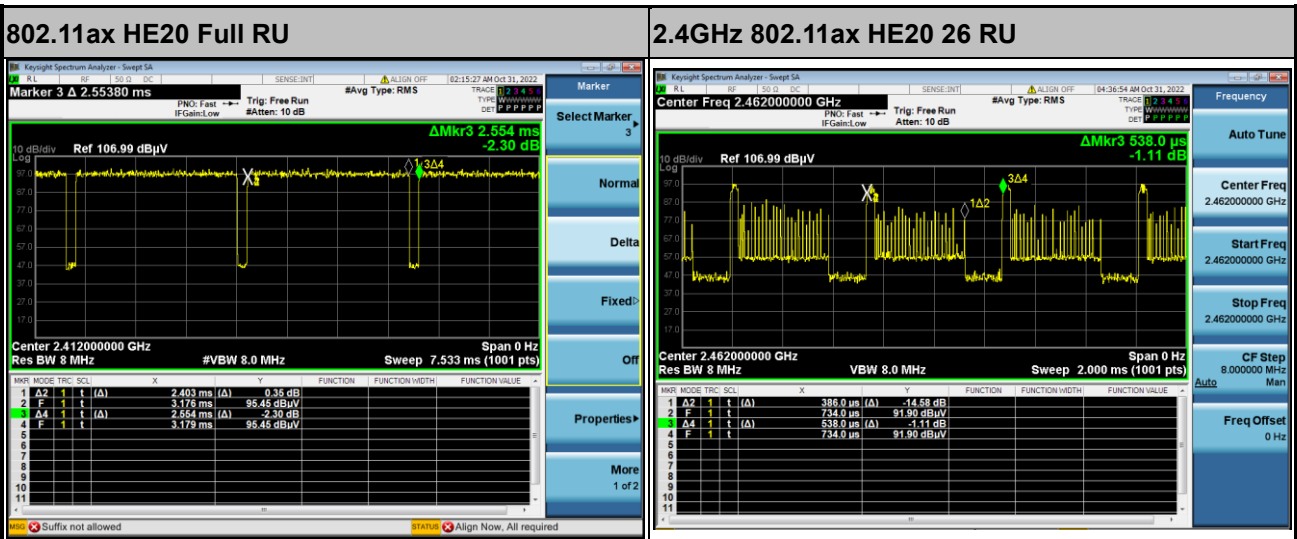 802.11ax HE20 Full RU
Keysight Spectrum Analyzer - Swept SA
RL RF 50 Ω DC SENSE:INT ALIGN OFF 02:15:27 AM Oct 31, 2022
Marker 3 Δ 2.55380 ms
PNO: Fast Trig: Free Run #Avg Type: RMS TRACE 1 2 3 4 5 6
IFGain:Low #Atten: 10 dB TYPE WWWWWWW
DET P P P P P P
ΔMkr3 2.554 ms
-2.30 dB
10 dB/div Ref 106.99 dBµV
Log
97.0
87.0
77.0
67.0
57.0
47.0
37.0
27.0
17.0
3Δ4
Center 2.412000000 GHz Span 0 Hz
Res BW 8 MHz #VBW 8.0 MHz Sweep 7.533 ms (1001 pts)
MKR MODE TRC SCL X Y FUNCTION FUNCTION WIDTH FUNCTION VALUE
1 Δ2 1 t (Δ) 2.403 ms (Δ) 0.35 dB
2 F 1 t 3.176 ms 95.45 dBµV
3 Δ4 1 t (Δ) 2.554 ms (Δ) -2.30 dB
4 F 1 t 3.179 ms 95.45 dBµV
5
6
7
8
9
10
11
MSG Suffix not allowed STATUS Align Now, All required
Marker
Select Marker
3
Normal
Delta
Fixed
Off
Properties
More
1 of 2
2.4GHz 802.11ax HE20 26 RU
Keysight Spectrum Analyzer - Swept SA
RL RF 50 Ω DC SENSE:INT ALIGN OFF 04:36:54 AM Oct 31, 2022
Center Freq 2.462000000 GHz
PNO: Fast Trig: Free Run #Avg Type: RMS TRACE 1 2 3 4 5 6
IFGain:Low Atten: 10 dB TYPE WWWWWWW
DET P P P P P P
ΔMkr3 538.0 µs
-1.11 dB
10 dB/div Ref 106.99 dBµV
Log
97.0
87.0
77.0
67.0
57.0
47.0
37.0
27.0
17.0
3Δ4
1Δ2
Center 2.462000000 GHz Span 0 Hz
Res BW 8 MHz VBW 8.0 MHz Sweep 2.000 ms (1001 pts)
MKR MODE TRC SCL X Y FUNCTION FUNCTION WIDTH FUNCTION VALUE
1 Δ2 1 t (Δ) 386.0 µs (Δ) -14.58 dB
2 F 1 t 734.0 µs 91.90 dBµV
3 Δ4 1 t (Δ) 538.0 µs (Δ) -1.11 dB
4 F 1 t 734.0 µs 91.90 dBµV
5
6
7
8
9
10
11
Frequency
Auto Tune
Center Freq
2.462000000 GHz
Start Freq
2.462000000 GHz
Stop Freq
2.462000000 GHz
CF Step
8.000000 MHz
Auto Man
Freq Offset
0 Hz